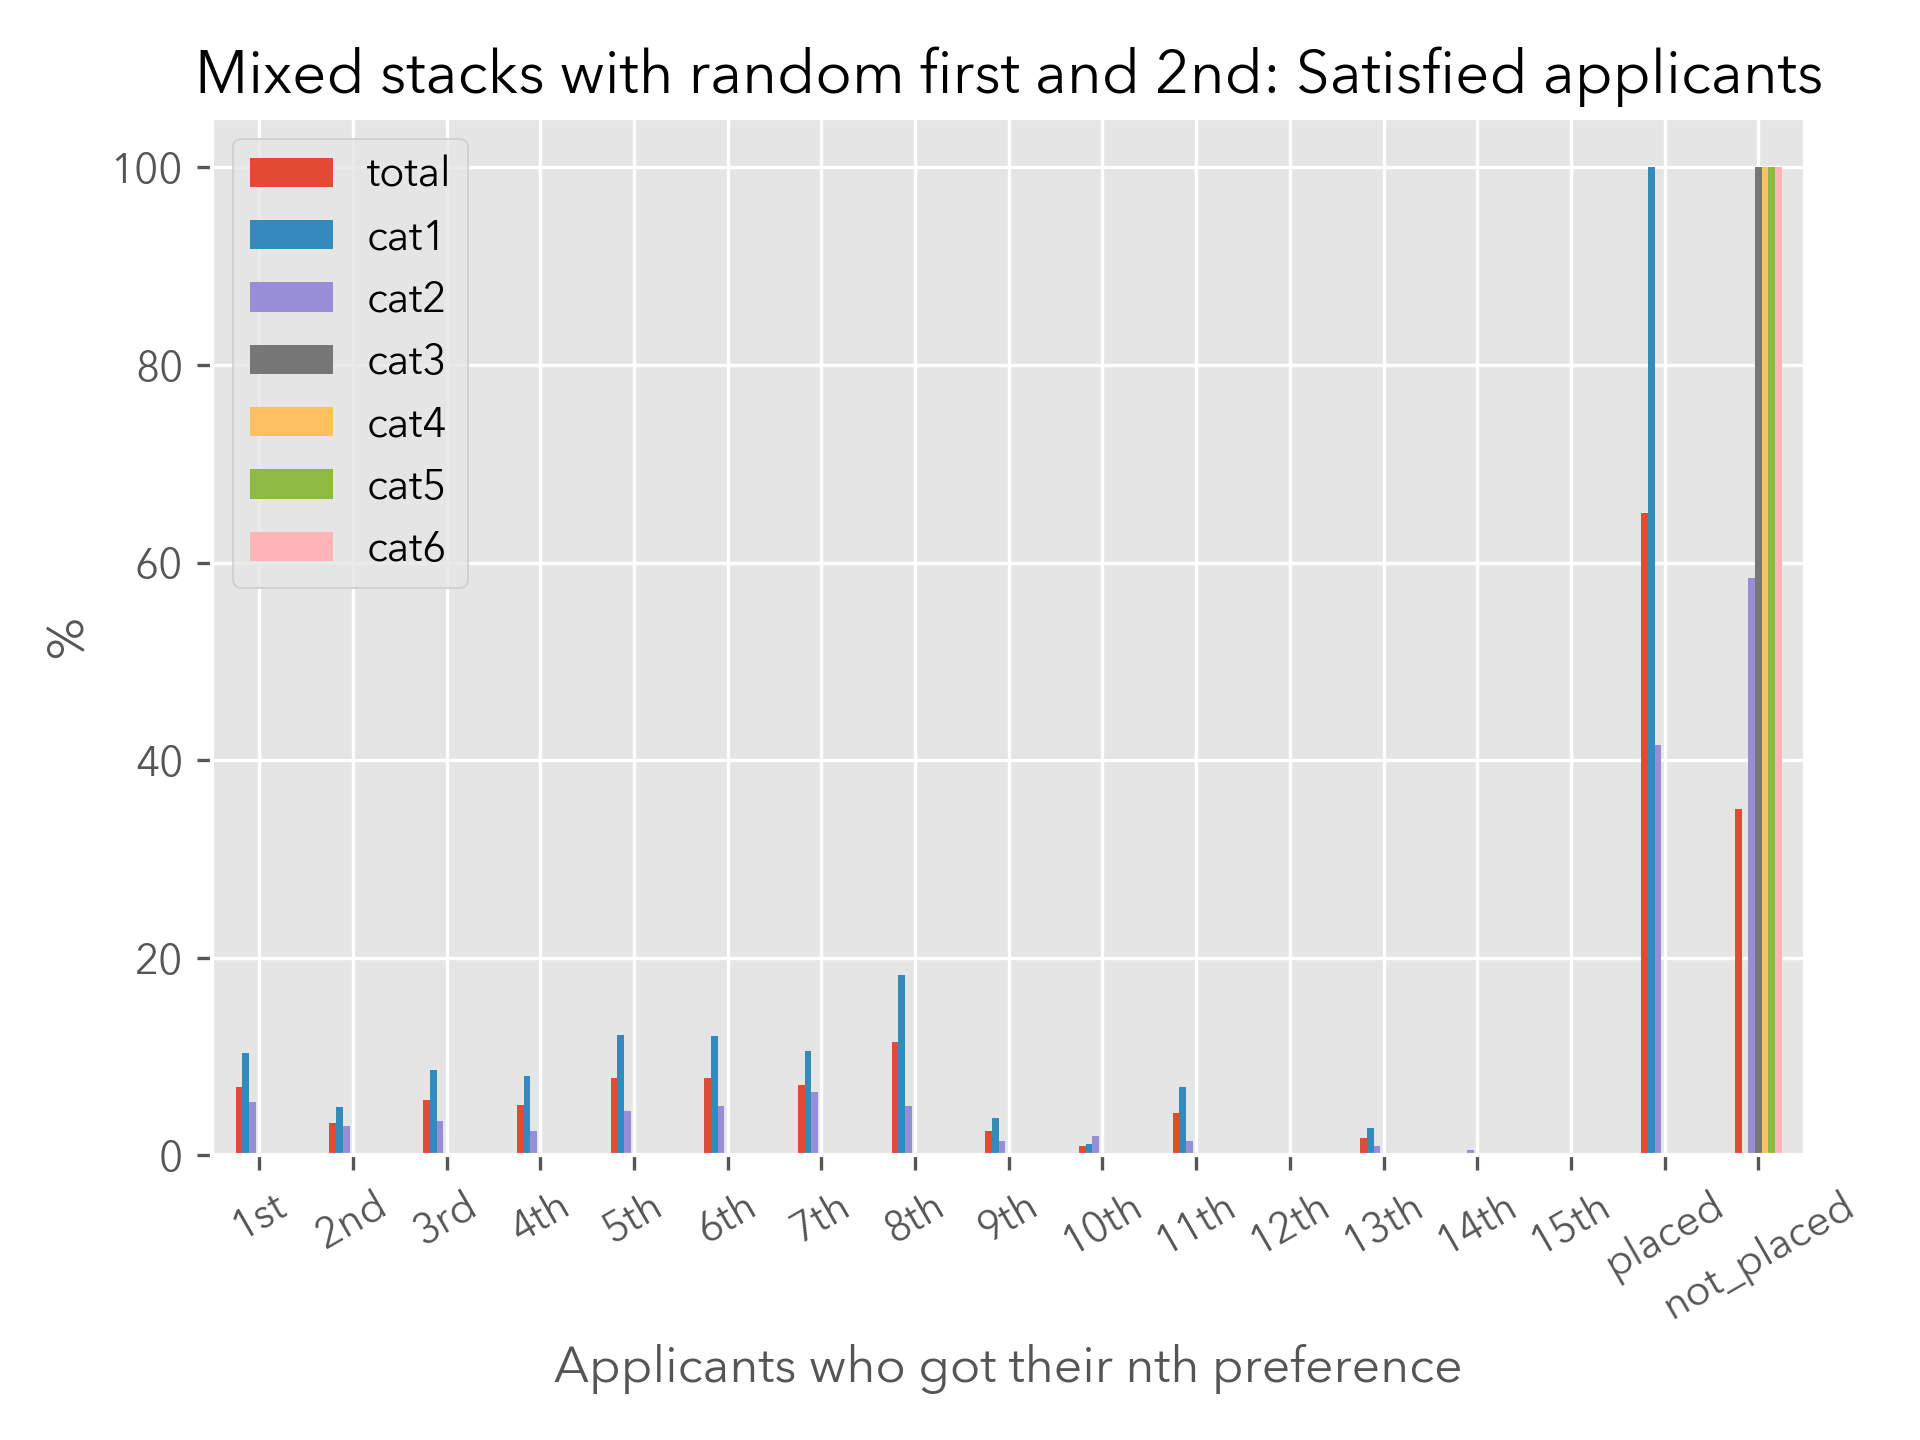 Mixed stacks with random first and 2nd: Satisfied applicants
total
cat1
cat2
cat3
cat4
cat5
cat6
100
80
60
40
20
0
%
1st 2nd 3rd 4th 5th 6th 7th 8th 9th 10th 11th 12th 13th 14th 15th placed not_placed
Applicants who got their nth preference